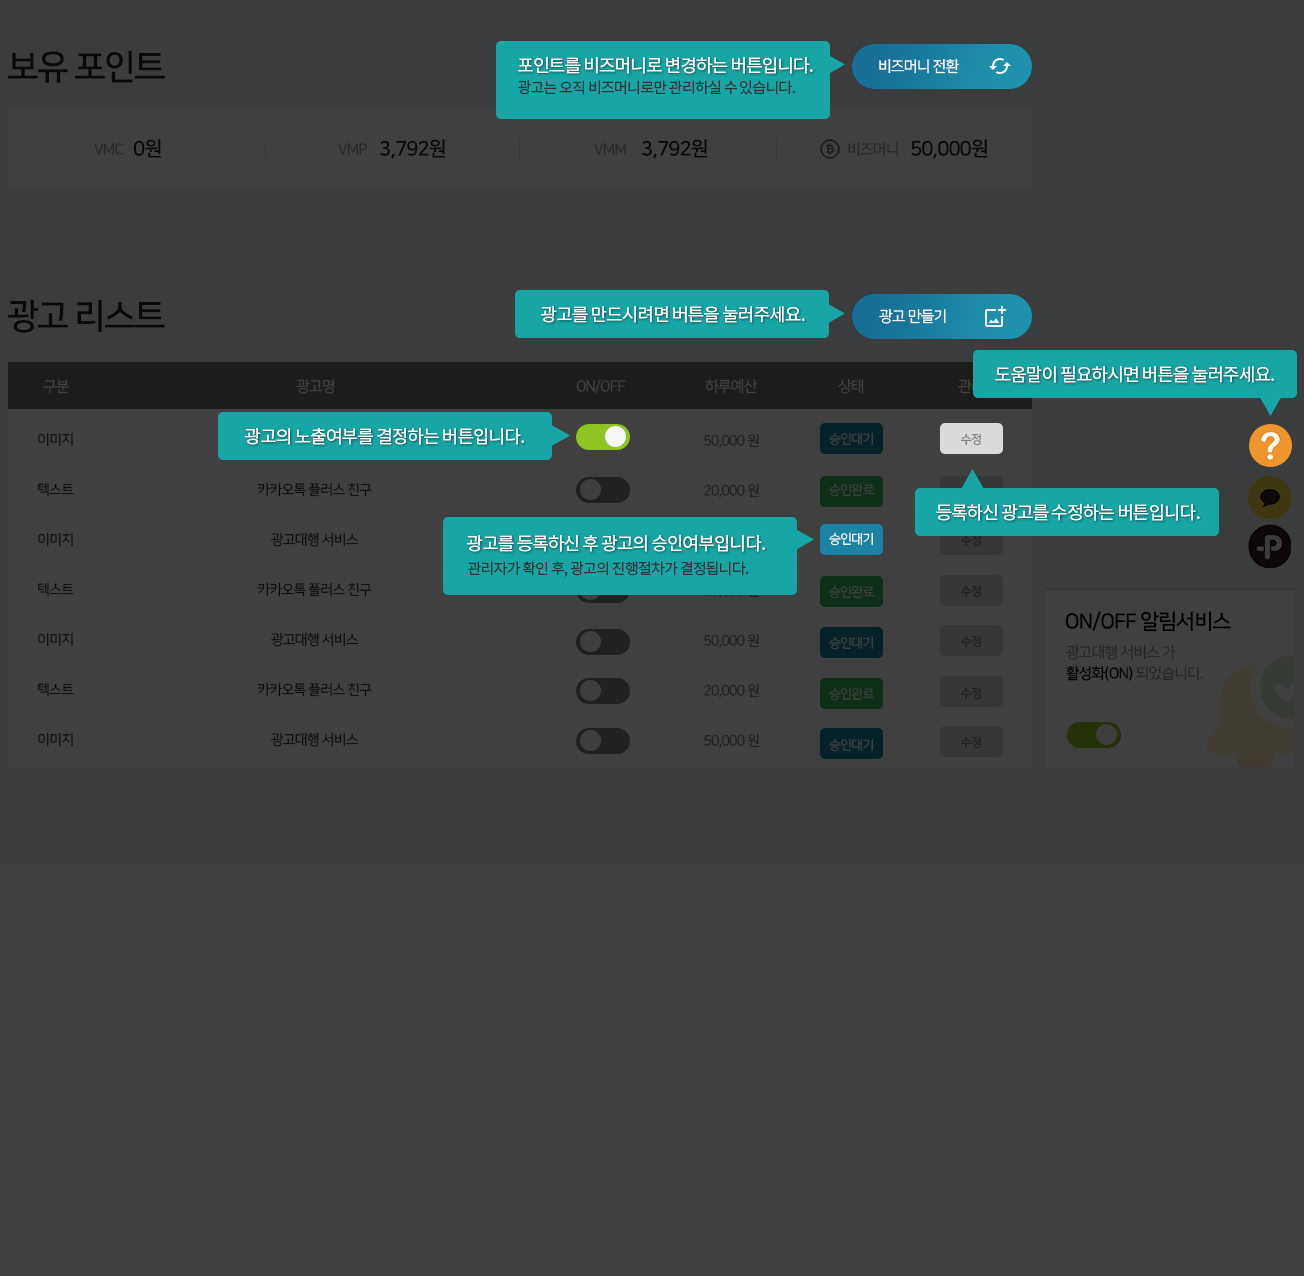 보유 포인트
포인트를 비즈머니로 변경하는 버튼입니다.
광고는 오직 비즈머니로만 관리하실 수 있습니다.
비즈머니 전환
VMC 0원
VMP 3,792원
VMM 3,792원
비즈머니 50,000원
광고 리스트
광고를 만드시려면 버튼을 눌러주세요.
광고 만들기
도움말이 필요하시면 버튼을 눌러주세요.
구분 광고명 ON/OFF 하루예산 상태
이미지 광고의 노출여부를 결정하는 버튼입니다. 50,000 원 승인대기 수정
텍스트 카카오톡 플러스 친구 20,000 원 승인완료
등록하신 광고를 수정하는 버튼입니다.
이미지 광고대행 서비스 승인대기 수정
광고를 등록하신 후 광고의 승인여부입니다.
관리자가 확인 후, 광고의 진행절차가 결정됩니다.
텍스트 카카오톡 플러스 친구 승인완료 수정
이미지 광고대행 서비스 50,000 원 승인대기 수정
텍스트 카카오톡 플러스 친구 20,000 원 승인완료 수정
이미지 광고대행 서비스 50,000 원 승인대기 수정
ON/OFF 알림서비스
광고대행 서비스 가
활성화(ON) 되었습니다.